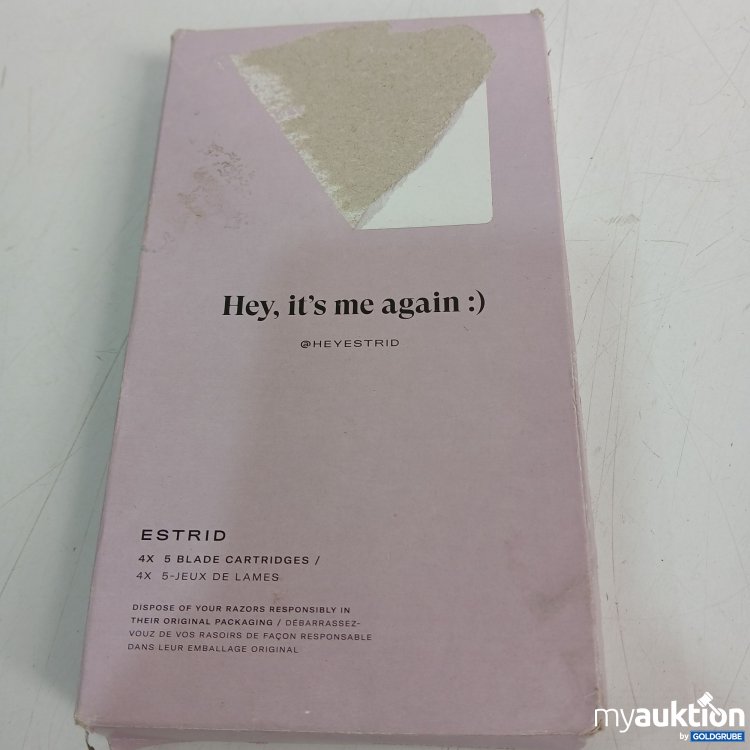 Hey, it's me again :)
@HEYESTRID
ESTRID
4X 5 BLADE CARTRIDGES /
4X 5-JEUX DE LAMES
DISPOSE OF YOUR RAZORS RESPONSIBLY IN
THEIR ORIGINAL PACKAGING / DÉBARRASSEZ-
VOUZ DE VOS RASOIRS DE FAÇON RESPONSABLE
DANS LEUR EMBALLAGE ORIGINAL
myauktion
by GOLDGRUBE